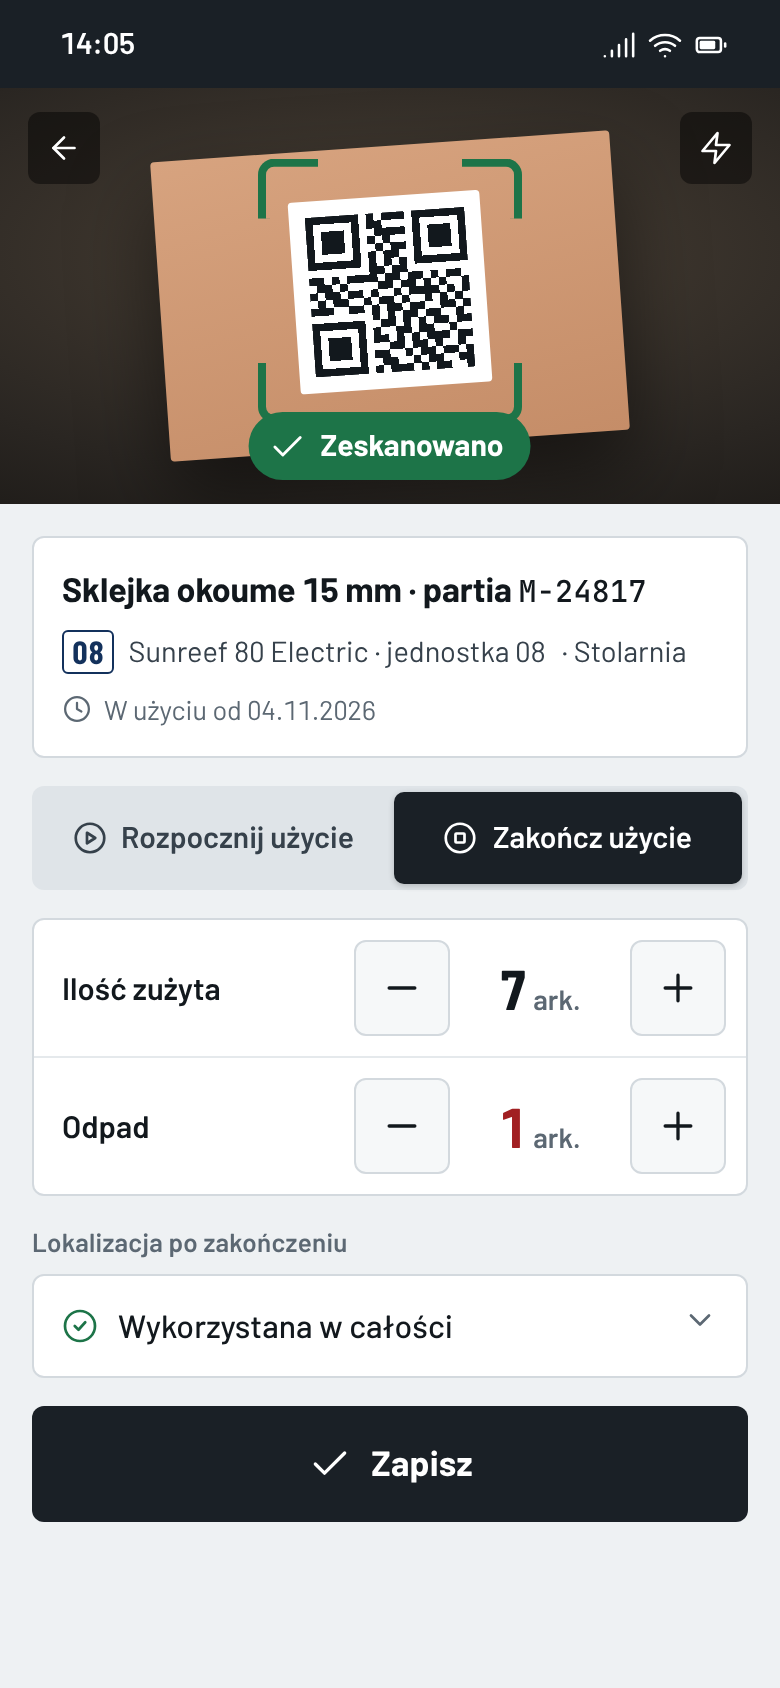 14:05
Zeskanowano
Sklejka okoume 15 mm · partia M-24817
08 Sunreef 80 Electric · jednostka 08 · Stolarnia
W użyciu od 04.11.2026
Rozpocznij użycie
Zakończ użycie
Ilość zużyta
7 ark.
Odpad
1 ark.
Lokalizacja po zakończeniu
Wykorzystana w całości
Zapisz